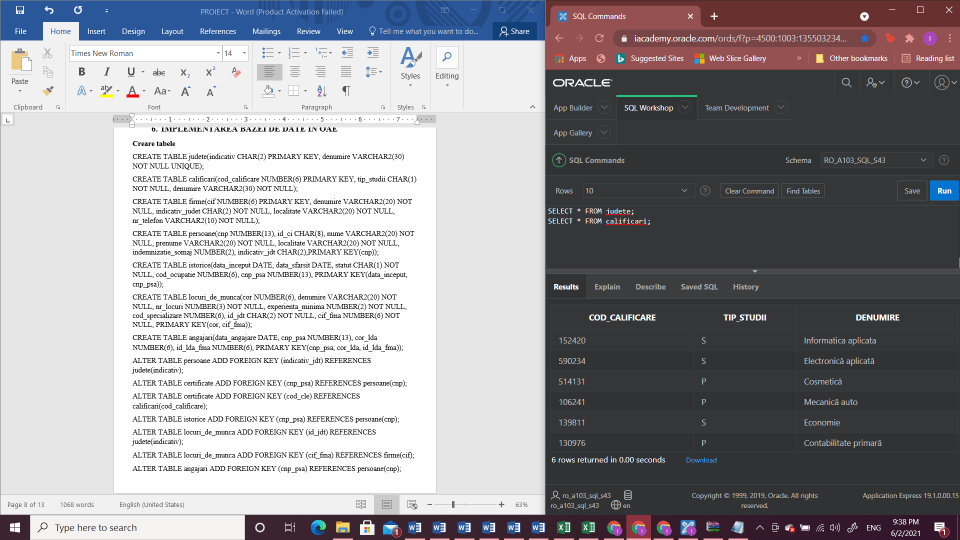 PROIECT - Word (Product Activation Failed)
File
Home
Insert
Design
Layout
References
Mailings
Review
View
Tell me what you want to do...
Share
Times New Roman
14
Paste
Styles
Editing
Clipboard
Font
Paragraph
Styles
6. IMPLEMENTAREA BAZEI DE DATE IN OAE
Creare tabele
CREATE TABLE judete(indicativ CHAR(2) PRIMARY KEY, denumire VARCHAR2(30)
NOT NULL UNIQUE);
CREATE TABLE calificari(cod_calificare NUMBER(6) PRIMARY KEY, tip_studii CHAR(1)
NOT NULL, denumire VARCHAR2(30) NOT NULL);
CREATE TABLE firme(cif NUMBER(6) PRIMARY KEY, denumire VARCHAR2(20) NOT
NULL, indicativ_judet CHAR(2) NOT NULL, localitate VARCHAR2(20) NOT NULL,
nr_telefon VARCHAR2(10) NOT NULL);
CREATE TABLE persoane(cnp NUMBER(13), id_ci CHAR(8), nume VARCHAR2(20) NOT
NULL, prenume VARCHAR2(20) NOT NULL, localitate VARCHAR2(20) NOT NULL,
indemnizatie_somaj NUMBER(2), indicativ_jdt CHAR(2),PRIMARY KEY(cnp));
CREATE TABLE istorice(data_inceput DATE, data_sfarsit DATE, statut CHAR(1) NOT
NULL, cod_ocupatie NUMBER(6), cnp_psa NUMBER(13), PRIMARY KEY(data_inceput,
cnp_psa));
CREATE TABLE locuri_de_munca(cor NUMBER(6), denumire VARCHAR2(20) NOT
NULL, nr_locuri NUMBER(3) NOT NULL, experienta_minima NUMBER(2) NOT NULL,
cod_specializare NUMBER(6), id_jdt CHAR(2) NOT NULL, cif_fma NUMBER(6) NOT
NULL, PRIMARY KEY(cor, cif_fma));
CREATE TABLE angajari(data_angajare DATE, cnp_psa NUMBER(13), cor_lda
NUMBER(6), id_lda_fma NUMBER(6), PRIMARY KEY(cnp_psa, cor_lda, id_lda_fma));
ALTER TABLE persoane ADD FOREIGN KEY (indicativ_jdt) REFERENCES
judete(indicativ);
ALTER TABLE certificate ADD FOREIGN KEY (cnp_psa) REFERENCES persoane(cnp);
ALTER TABLE certificate ADD FOREIGN KEY (cod_cle) REFERENCES
calificari(cod_calificare);
ALTER TABLE istorice ADD FOREIGN KEY (cnp_psa) REFERENCES persoane(cnp);
ALTER TABLE locuri_de_munca ADD FOREIGN KEY (id_jdt) REFERENCES
judete(indicativ);
ALTER TABLE locuri_de_munca ADD FOREIGN KEY (cif_fma) REFERENCES firme(cif);
ALTER TABLE angajari ADD FOREIGN KEY (cnp_psa) REFERENCES persoane(cnp);
Page 8 of 13
1068 words
English (United States)
63%
SQL Commands
iacademy.oracle.com/ords/f?p=4500:1003:135503234...
Apps
Suggested Sites
Web Slice Gallery
Other bookmarks
Reading list
ORACLE
App Builder
SQL Workshop
Team Development
App Gallery
SQL Commands
Schema
RO_A103_SQL_S43
Rows
10
Clear Command
Find Tables
Save
Run
SELECT * FROM judete;
SELECT * FROM calificari;
Results
Explain
Describe
Saved SQL
History
COD_CALIFICARE TIP_STUDII DENUMIRE
152420 S Informatica aplicata
590234 S Electronică aplicată
514131 P Cosmetică
106241 P Mecanică auto
139811 S Economie
130976 P Contabilitate primară
6 rows returned in 0.00 seconds
Download
ro_a103_sql_s43
ro_a103_sql_s43
en
Copyright © 1999, 2019, Oracle. All rights
reserved.
Application Express 19.1.0.00.15
Type here to search
ENG
9:38 PM
6/2/2021